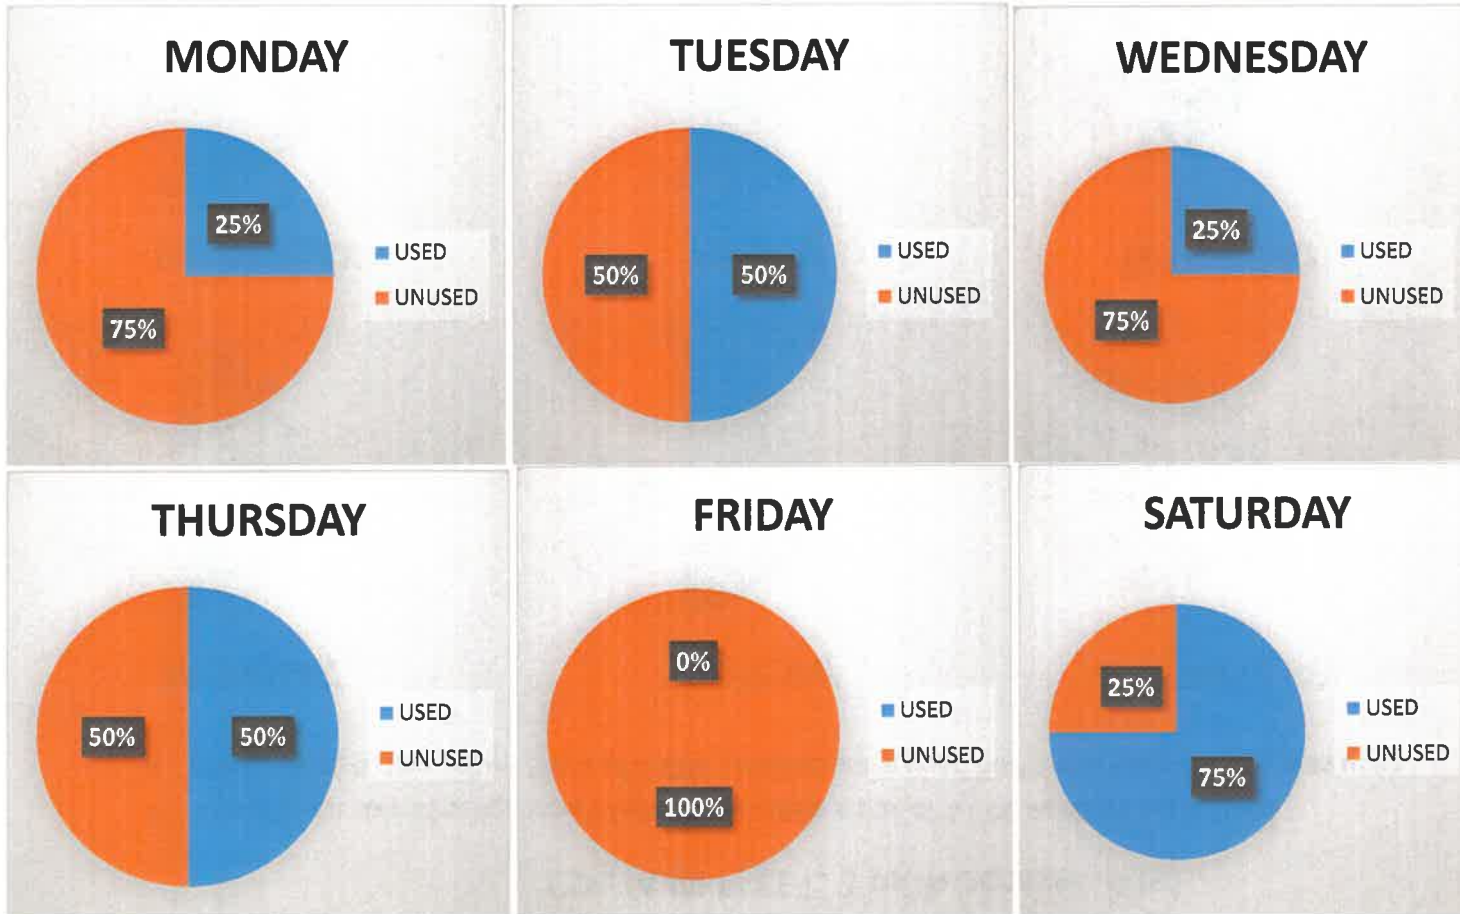 MONDAY
25%
75%
USED
UNUSED
TUESDAY
50%
50%
USED
UNUSED
WEDNESDAY
25%
75%
USED
UNUSED
THURSDAY
50%
50%
USED
UNUSED
FRIDAY
0%
100%
USED
UNUSED
SATURDAY
25%
75%
USED
UNUSED